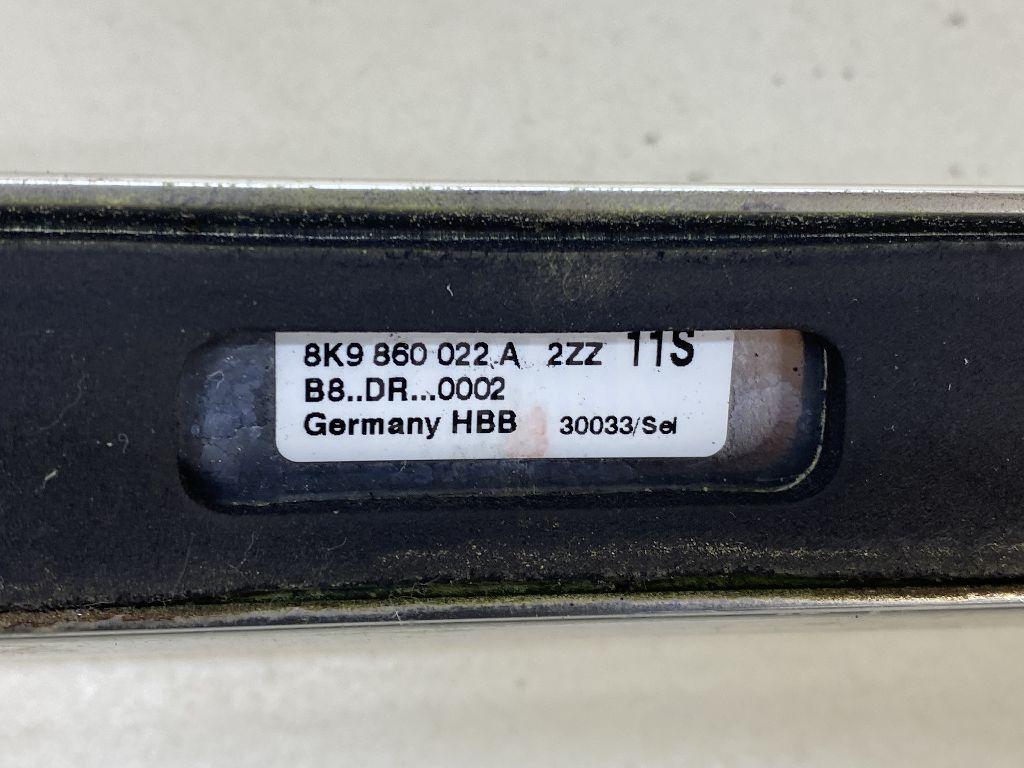 8K9 860 022 A 2ZZ 11S
B8..DR...0002
Germany HBB 30033/Sel